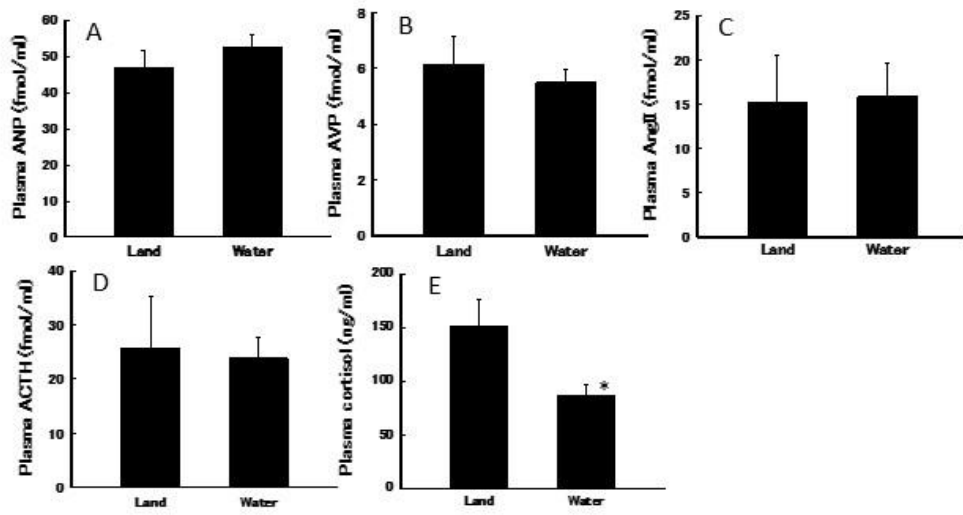 A
Plasma ANP (fmol/ml)
60
50
40
30
20
10
0
Land Water
B
Plasma AVP (fmol/ml)
8
6
4
2
0
Land Water
C
Plasma AngII (fmol/ml)
25
20
15
10
5
0
Land Water
D
Plasma ACTH (fmol/ml)
40
30
20
10
0
Land Water
E
Plasma cortisol (ng/ml)
200
150
100
50
0
*
Land Water